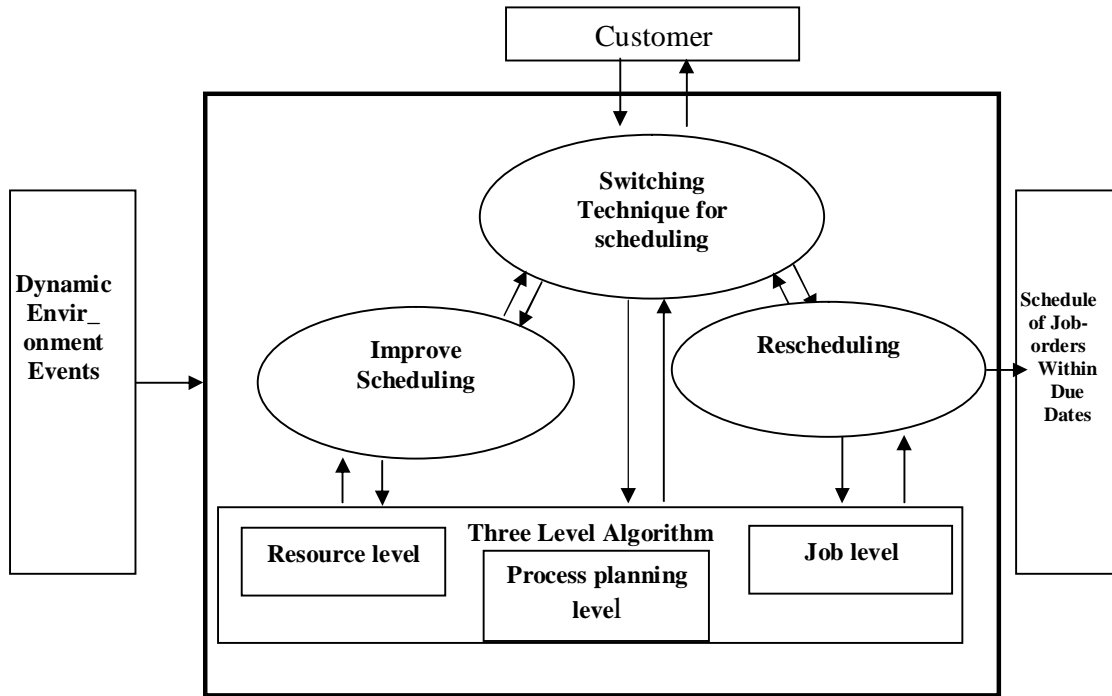 Customer
Switching
Technique for
scheduling
Dynamic
Envir_
onment
Events
Improve
Scheduling
Rescheduling
Schedule
of Job-
orders
Within
Due
Dates
Three Level Algorithm
Resource level
Process planning
level
Job level